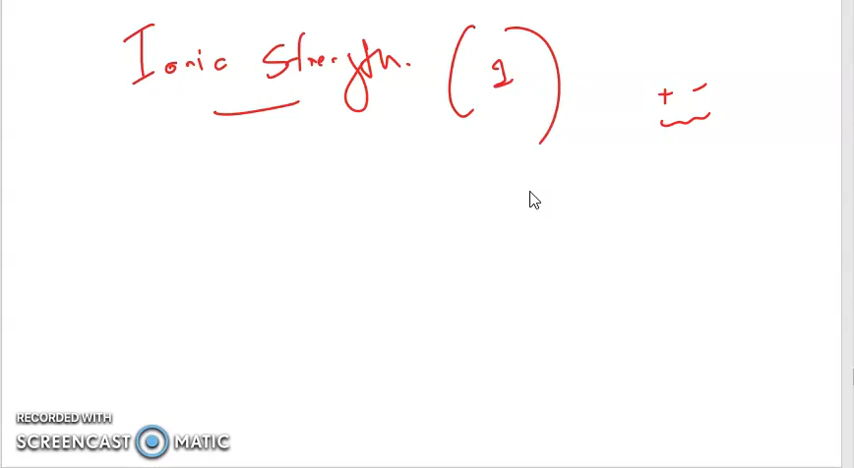 Ionic Strength. (I)
+ -
RECORDED WITH
SCREENCAST MATIC